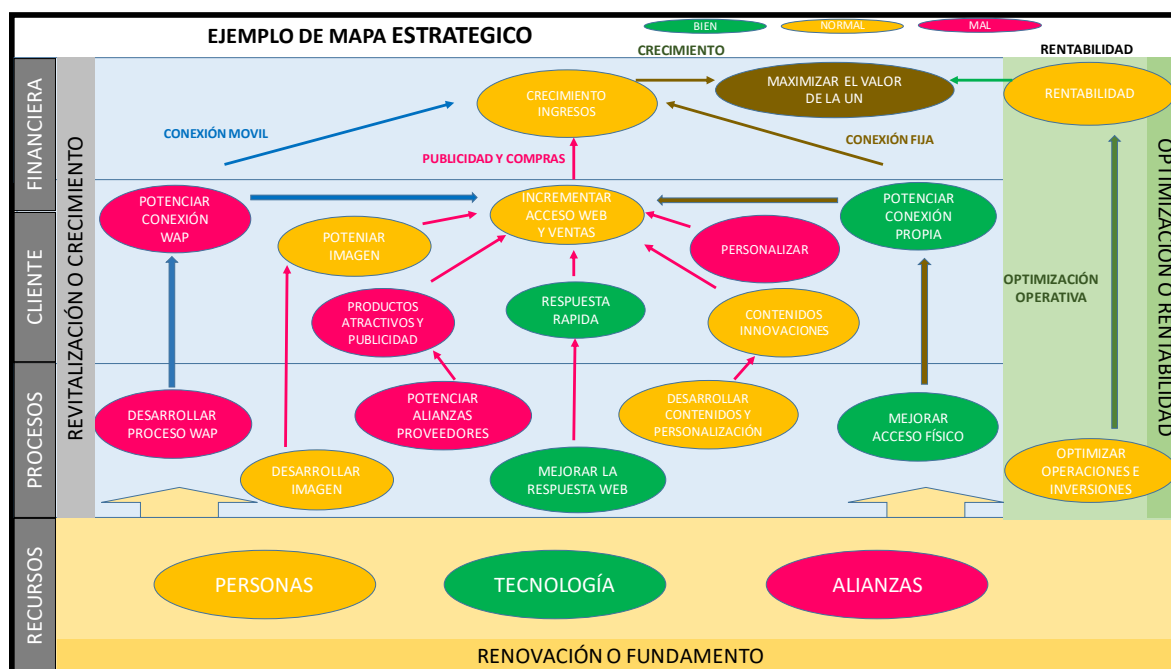 EJEMPLO DE MAPA ESTRATEGICO
BIEN
NORMAL
MAL
CRECIMIENTO
RENTABILIDAD
FINANCIERA
CLIENTE
PROCESOS
RECURSOS
REVITALIZACIÓN O CRECIMIENTO
OPTIMIZACIÓN O RENTABILIDAD
CRECIMIENTO
INGRESOS
MAXIMIZAR EL VALOR
DE LA UN
RENTABILIDAD
CONEXIÓN MOVIL
PUBLICIDAD Y COMPRAS
CONEXIÓN FIJA
POTENCIAR
CONEXIÓN
WAP
INCREMENTAR
ACCESO WEB
Y VENTAS
POTENCIAR
CONEXIÓN
PROPIA
POTENIAR
IMAGEN
PERSONALIZAR
PRODUCTOS
ATRACTIVOS Y
PUBLICIDAD
RESPUESTA
RAPIDA
CONTENIDOS
INNOVACIONES
OPTIMIZACIÓN
OPERATIVA
DESARROLLAR
PROCESO WAP
POTENCIAR
ALIANZAS
PROVEEDORES
DESARROLLAR
CONTENIDOS Y
PERSONALIZACIÓN
MEJORAR
ACCESO FÍSICO
DESARROLLAR
IMAGEN
MEJORAR LA
RESPUESTA WEB
OPTIMIZAR
OPERACIONES E
INVERSIONES
PERSONAS
TECNOLOGÍA
ALIANZAS
RENOVACIÓN O FUNDAMENTO